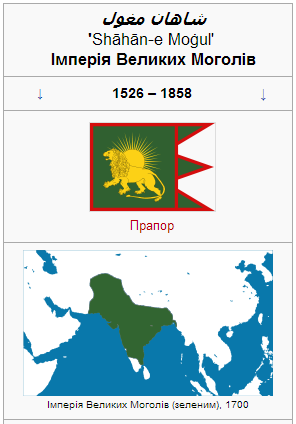 شاهان مغول
'Shāhān-e Moġul'
Імперія Великих Моголів
↓ 1526 – 1858 ↓
Прапор
Імперія Великих Моголів (зеленим), 1700